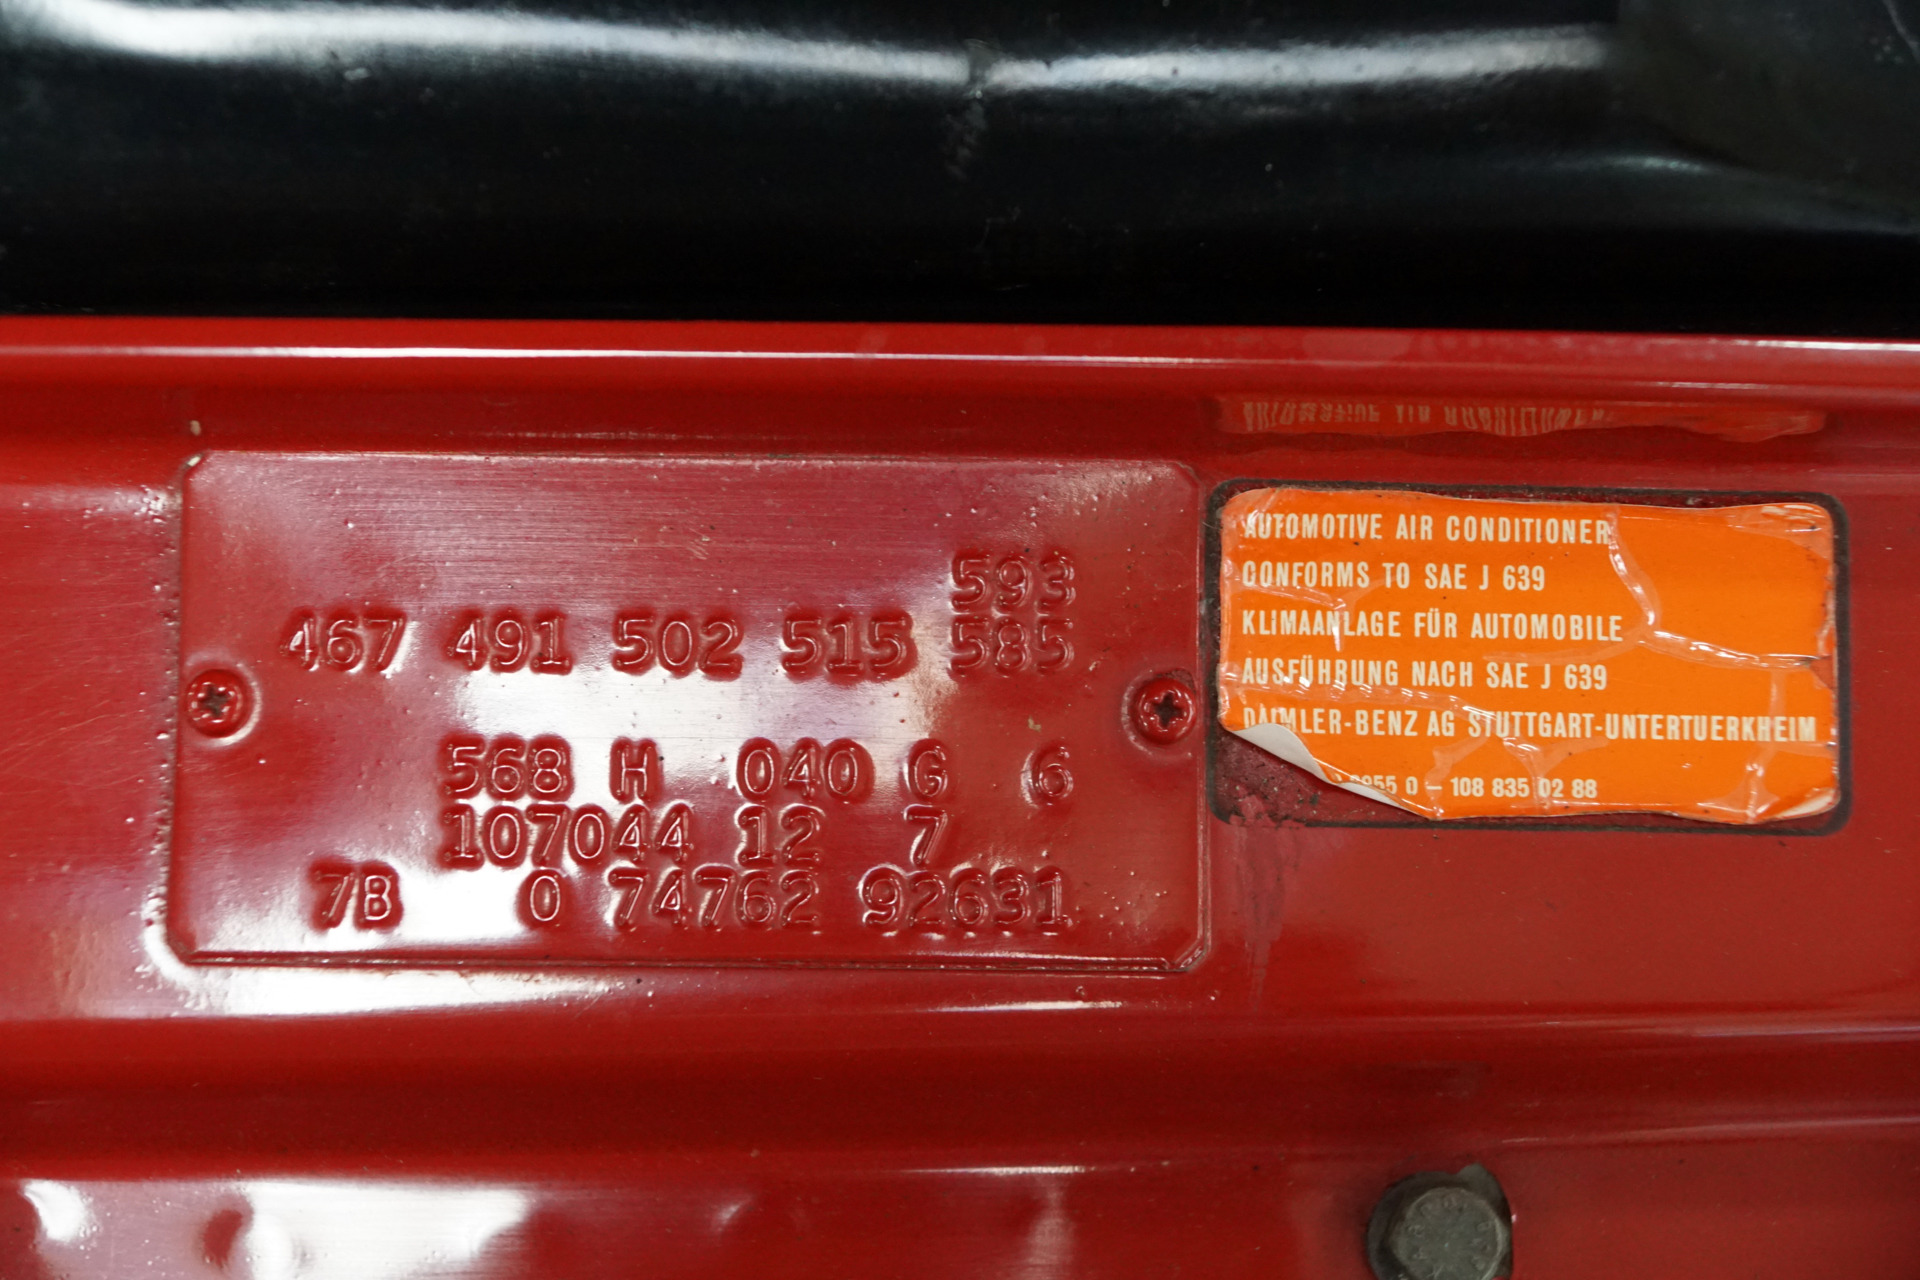 593
467 491 502 515 585
568 H 040 G 6
107044 12 7
7B 0 74762 92631
AUTOMOTIVE AIR CONDITIONER
CONFORMS TO SAE J 639
KLIMAANLAGE FÜR AUTOMOBILE
AUSFÜHRUNG NACH SAE J 639
DAIMLER-BENZ AG STUTTGART-UNTERTUERKHEIM
55 0 – 108 835 02 88